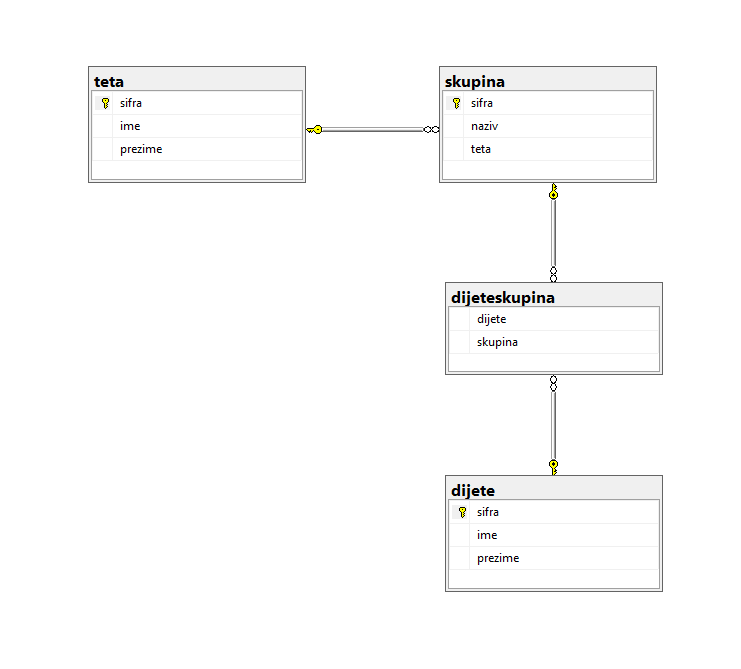 teta
sifra
ime
prezime
skupina
sifra
naziv
teta
dijeteskupina
dijete
skupina
dijete
sifra
ime
prezime